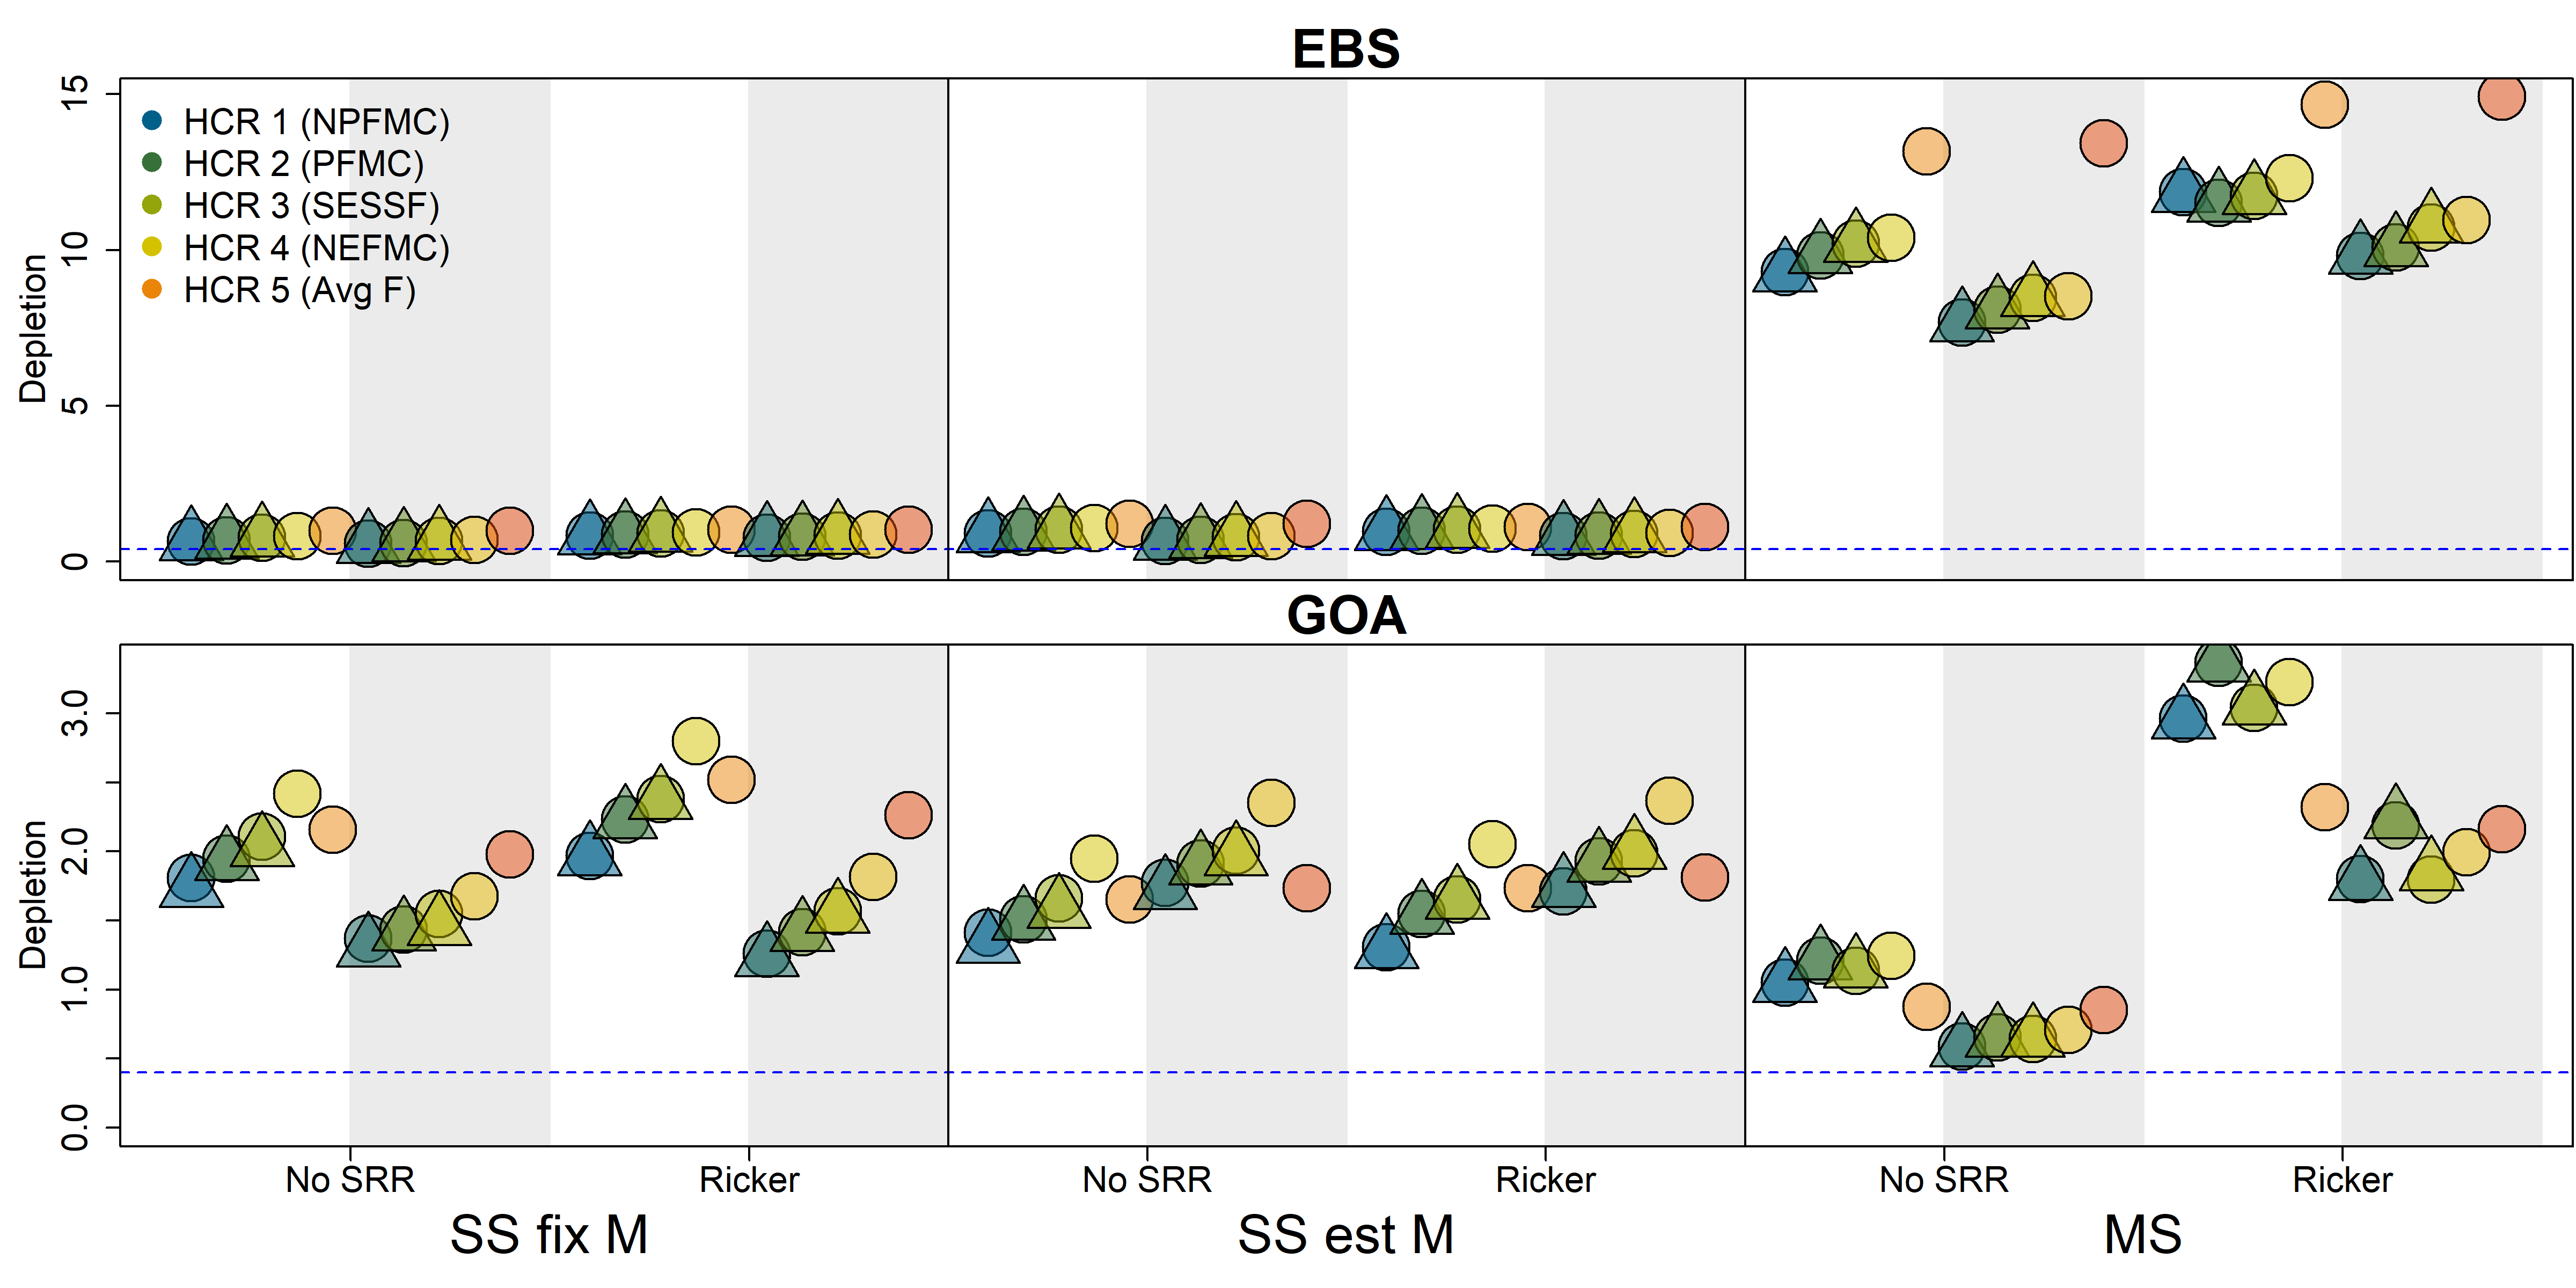 EBS
Depletion
15
10
5
0
HCR 1 (NPFMC)
HCR 2 (PFMC)
HCR 3 (SESSF)
HCR 4 (NEFMC)
HCR 5 (Avg F)
GOA
Depletion
3.0
2.0
1.0
0.0
No SRR Ricker No SRR Ricker No SRR Ricker
SS fix M SS est M MS